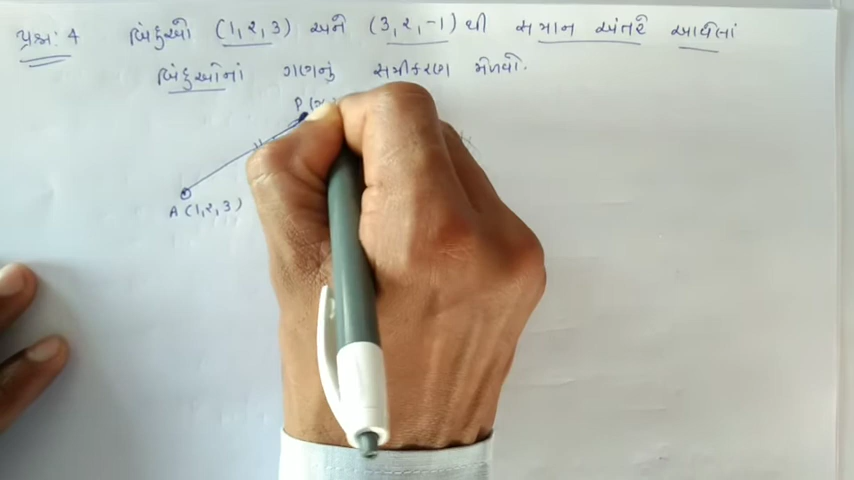 પ્રશ્ન: 4 બિંદુઓ (1,2,3) અને (3,2,-1) થી સમાન અંતરે આવેલાં
બિંદુઓનાં ગણનું સમીકરણ મેળવો.
P
A (1,2,3)